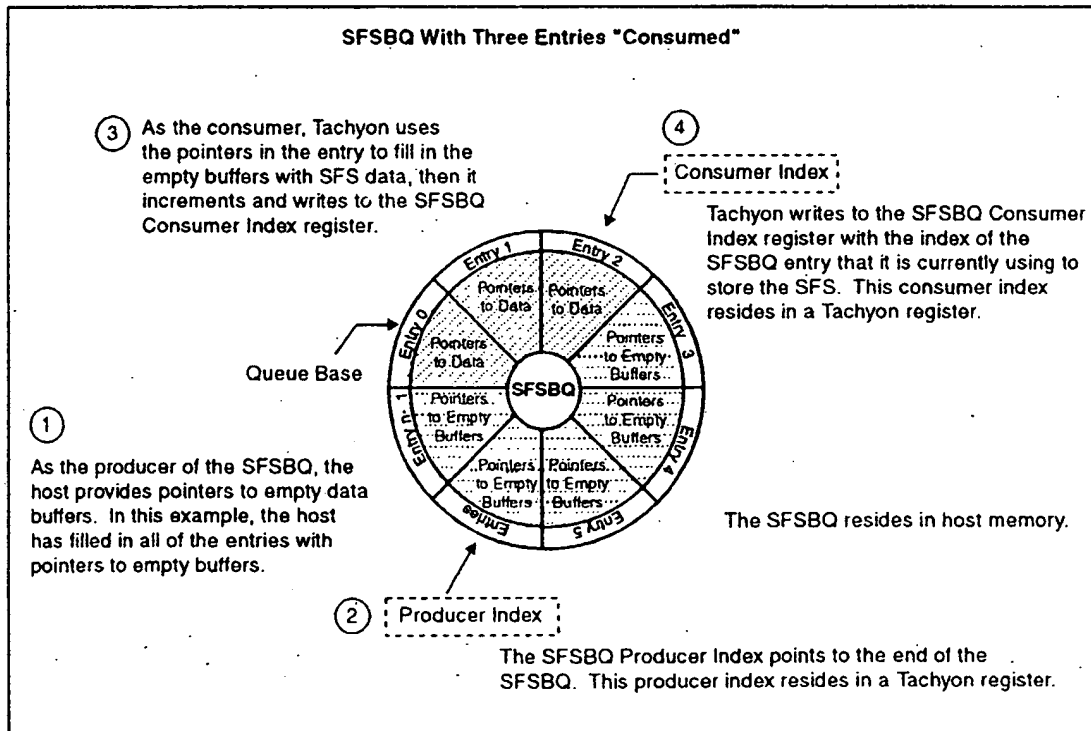 SFSBQ With Three Entries "Consumed"
3
As the consumer, Tachyon uses
the pointers in the entry to fill in the
empty buffers with SFS data, then it
increments and writes to the SFSBQ
Consumer Index register.
4
Consumer Index
Tachyon writes to the SFSBQ Consumer
Index register with the index of the
SFSBQ entry that it is currently using to
store the SFS. This consumer index
resides in a Tachyon register.
Entry 0
Entry 1
Entry 2
Entry 3
Entry 4
Entry 5
Entries
Entry n- 1
Pointers
to Data
Pointers
to Data
Pointers
to Data
Pointers
to Empty
Buffers
Pointers
to Empty
Buffers
Pointers
to Empty
Buffers
Pointers
to Empty
Buffers
Pointers
to Empty
Buffers
SFSBQ
Queue Base
1
As the producer of the SFSBQ, the
host provides pointers to empty data
buffers. In this example, the host
has filled in all of the entries with
pointers to empty buffers.
The SFSBQ resides in host memory.
2
Producer Index
The SFSBQ Producer Index points to the end of the
SFSBQ. This producer index resides in a Tachyon register.